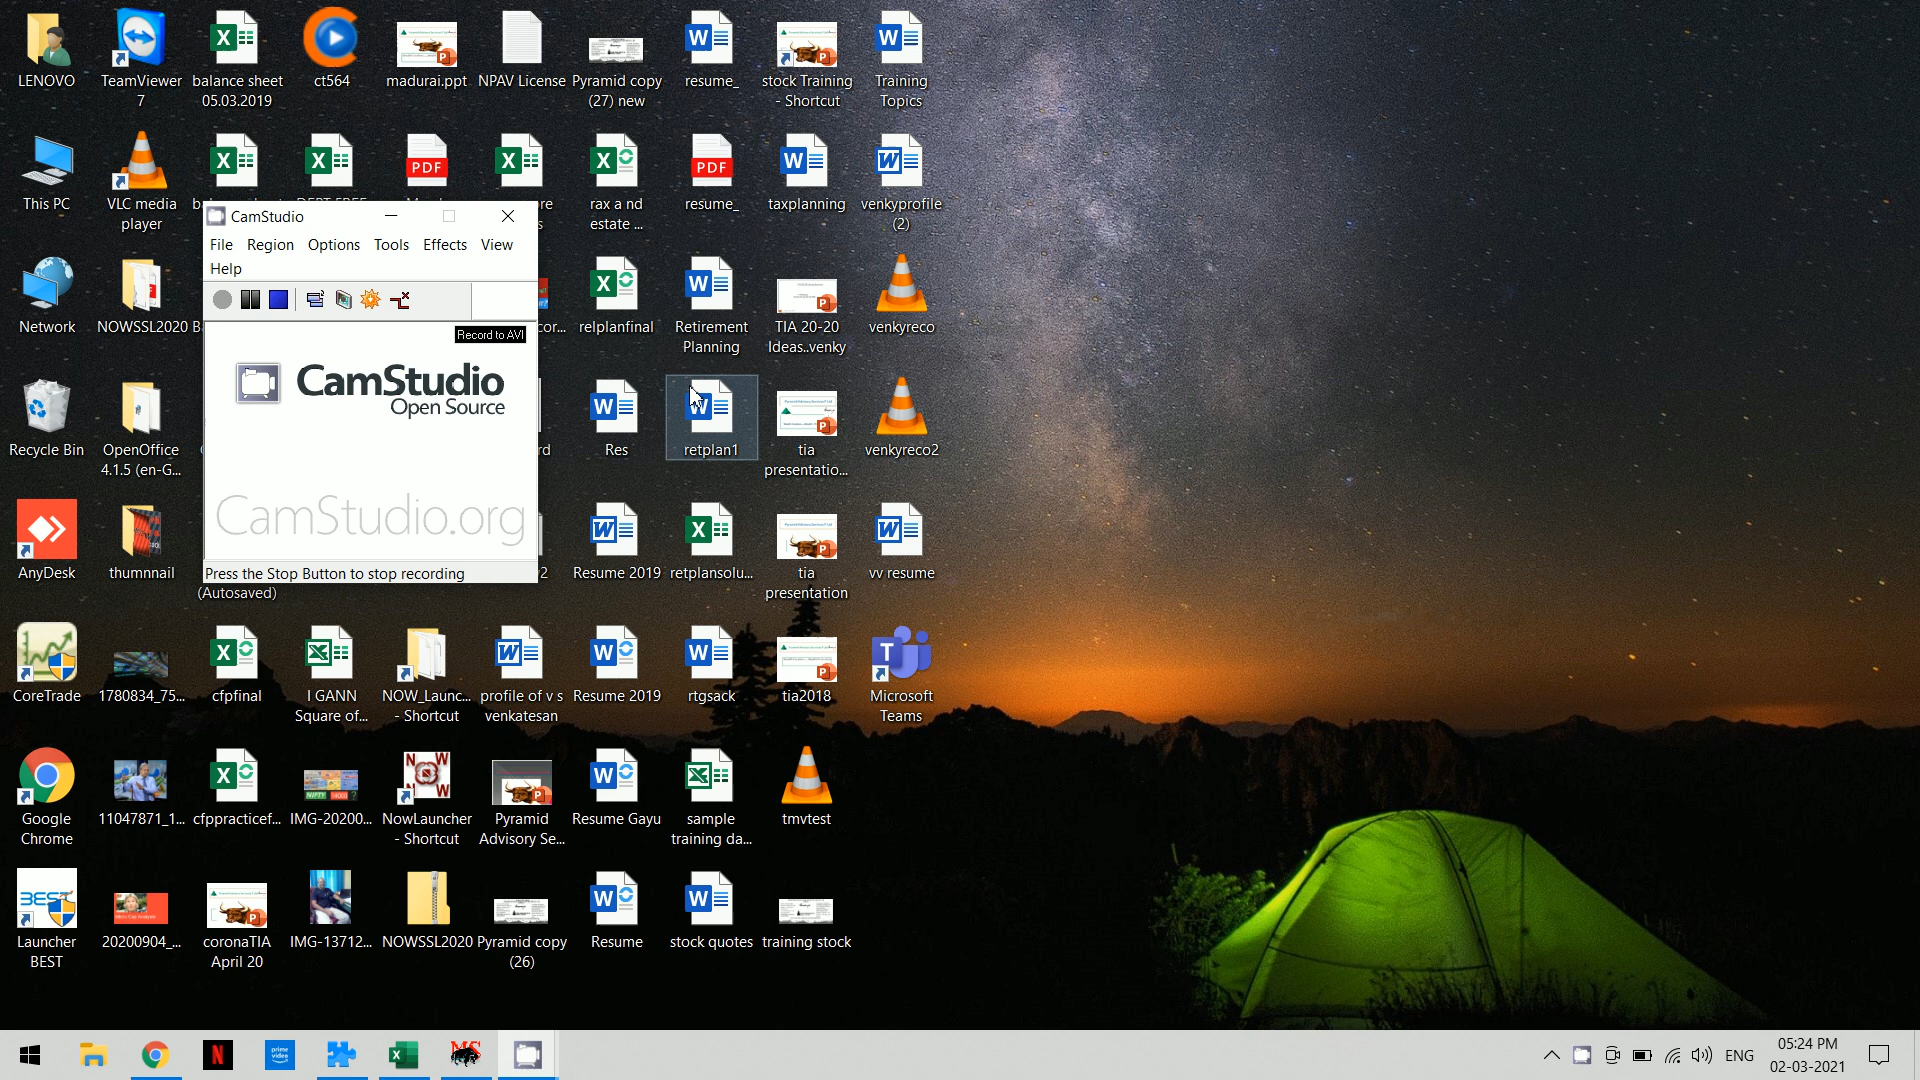 LENOVO
TeamViewer
7
balance sheet
05.03.2019
ct564
madurai.ppt
NPAV License
Pyramid copy
(27) new
resume_
stock Training
- Shortcut
Training
Topics
This PC
VLC media
player
rax a nd
estate ...
resume_
taxplanning
venkyprofile
(2)
CamStudio
File Region Options Tools Effects View
Help
Record to AVI
CamStudio
Open Source
CamStudio.org
Press the Stop Button to stop recording
Network
NOWSSL2020
relplanfinal
Retirement
Planning
TIA 20-20
Ideas..venky
venkyreco
Recycle Bin
OpenOffice
4.1.5 (en-G...
Res
retplan1
tia
presentatio...
venkyreco2
AnyDesk
thumnnail
(Autosaved)
Resume 2019
retplansolu...
tia
presentation
vv resume
CoreTrade
1780834_75...
cfpfinal
I GANN
Square of...
NOW_Launc...
- Shortcut
profile of v s
venkatesan
Resume 2019
rtgsack
tia2018
Microsoft
Teams
Google
Chrome
11047871_1...
cfppracticef...
IMG-20200...
NowLauncher
- Shortcut
Pyramid
Advisory Se...
Resume Gayu
sample
training da...
tmvtest
Launcher
BEST
20200904_...
coronaTIA
April 20
IMG-13712...
NOWSSL2020
Pyramid copy
(26)
Resume
stock quotes
training stock
ENG
05:24 PM
02-03-2021